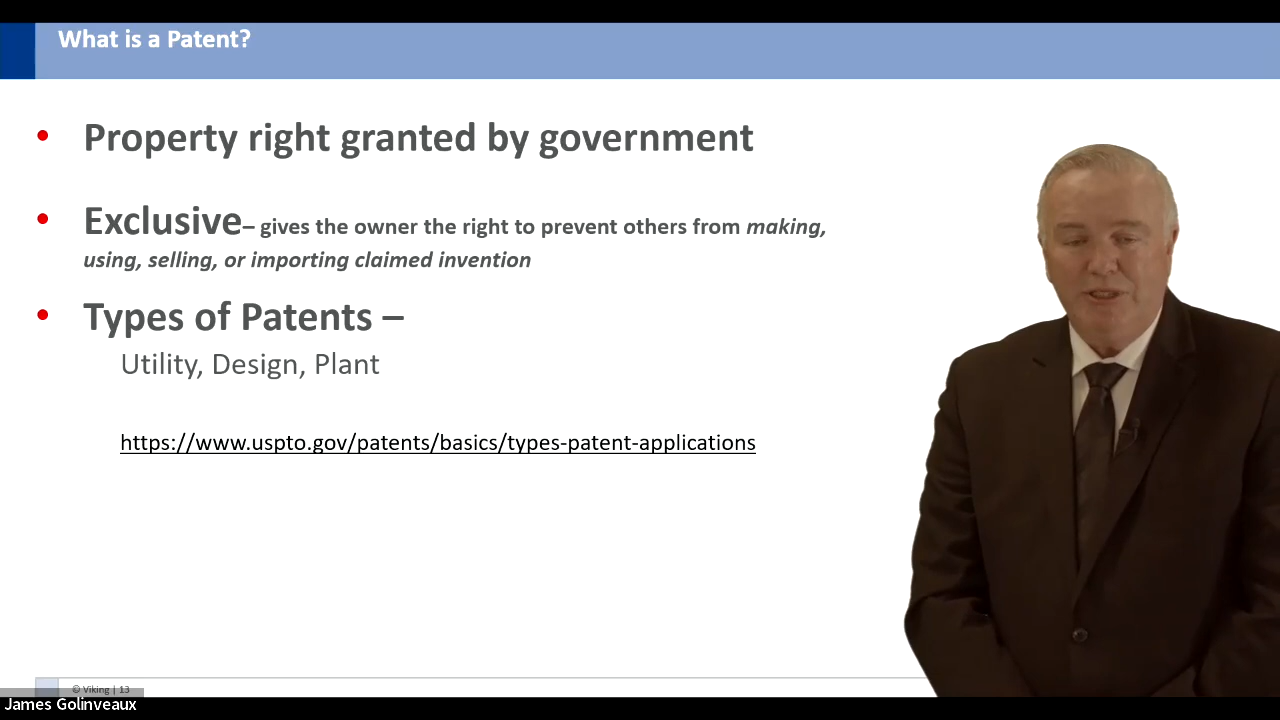 What is a Patent?
• Property right granted by government
• Exclusive– gives the owner the right to prevent others from making,
using, selling, or importing claimed invention
• Types of Patents –
Utility, Design, Plant
https://www.uspto.gov/patents/basics/types-patent-applications
© Viking | 13
James Golinveaux